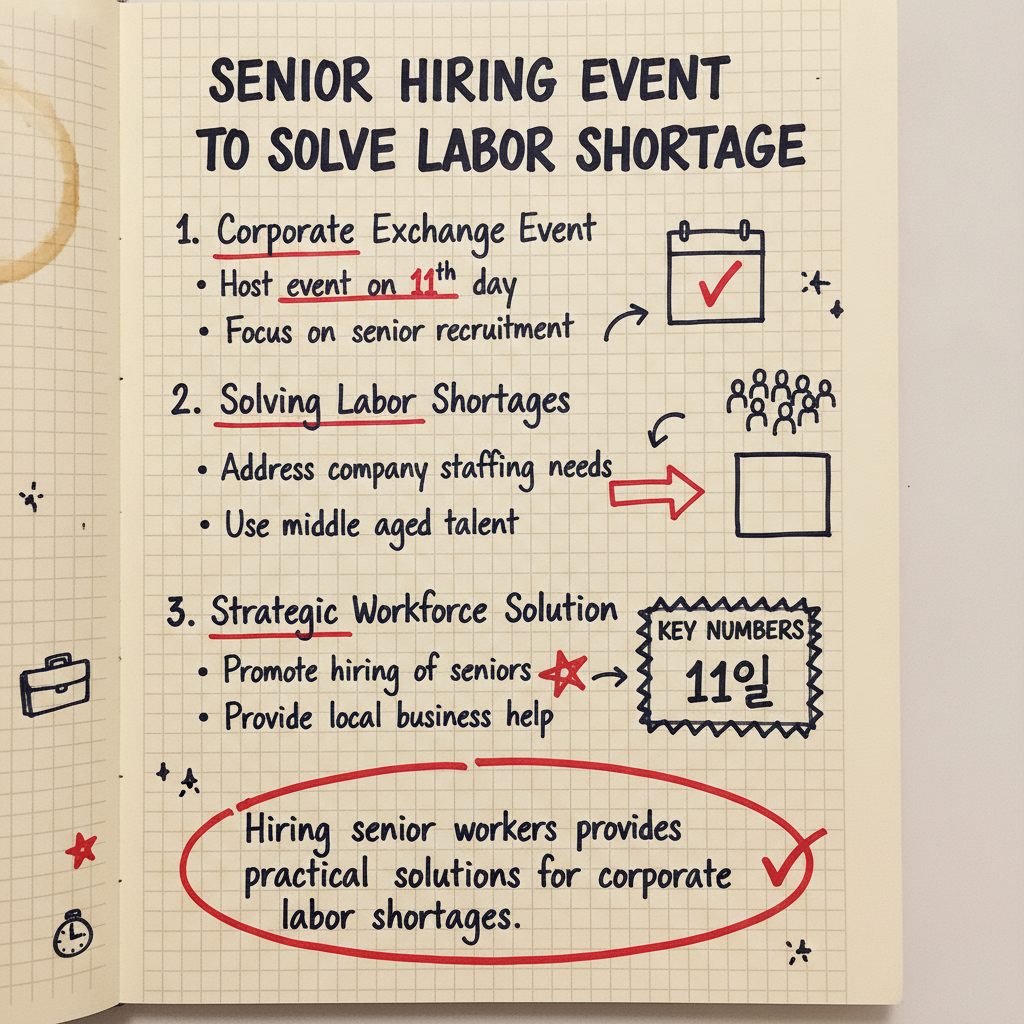 SENIOR HIRING EVENT
TO SOLVE LABOR SHORTAGE
1. Corporate Exchange Event
• Host event on 11th day
• Focus on senior recruitment
2. Solving Labor Shortages
• Address company staffing needs
• Use middle aged talent
3. Strategic Workforce Solution
• Promote hiring of seniors
• Provide local business help
KEY NUMBERS
11일
Hiring senior workers provides
practical solutions for corporate
labor shortages.